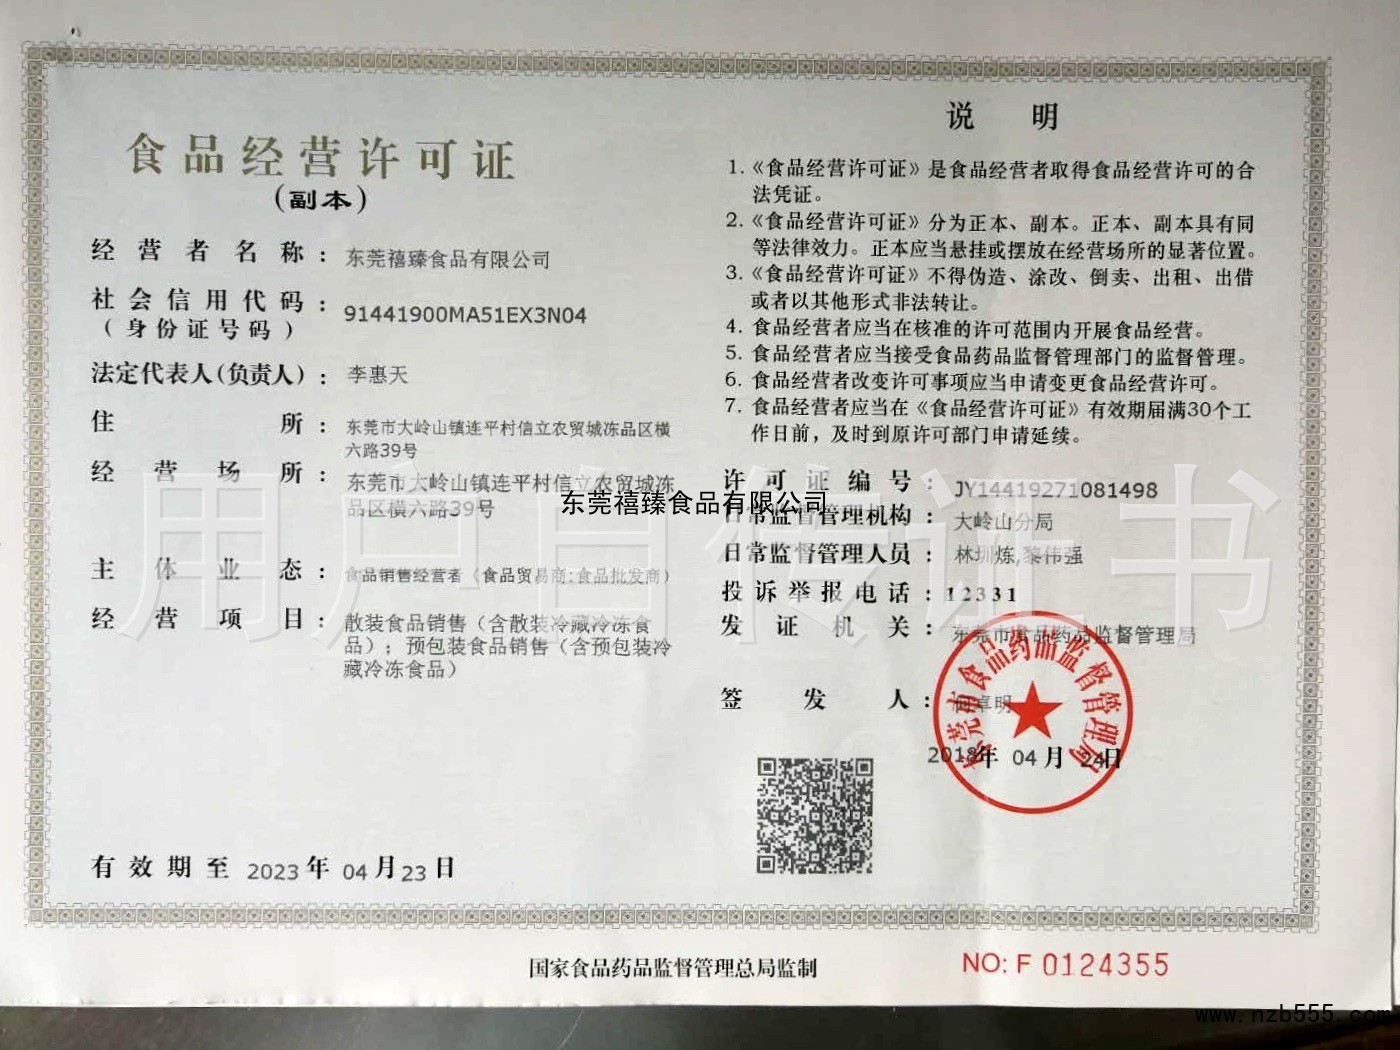 食品经营许可证
(副本)
经营者名称: 东莞禧臻食品有限公司
社会信用代码: 91441900MA51EX3N04
(身份证号码)
法定代表人(负责人): 李惠天
住所: 东莞市大岭山镇连平村信立农贸城冻品区横
六路39号
经营场所: 东莞市大岭山镇连平村信立农贸城冻
品区横六路39号
主体业态: 食品销售经营者(食品贸易商:食品批发商)
经营项目: 散装食品销售(含散装冷藏冷冻食
品);预包装食品销售(含预包装冷
藏冷冻食品)
有效期至 2023年 04月23日
说明
1.《食品经营许可证》是食品经营者取得食品经营许可的合
法凭证。
2.《食品经营许可证》分为正本、副本。正本、副本具有同
等法律效力。正本应当悬挂或摆放在经营场所的显著位置。
3.《食品经营许可证》不得伪造、涂改、倒卖、出租、出借
或者以其他形式非法转让。
4. 食品经营者应当在核准的许可范围内开展食品经营。
5. 食品经营者应当接受食品药品监督管理部门的监督管理。
6. 食品经营者改变许可事项应当申请变更食品经营许可。
7. 食品经营者应当在《食品经营许可证》有效期届满30个工
作日前,及时到原许可部门申请延续。
许可证编号: JY14419271081498
日常监督管理机构: 大岭山分局
日常监督管理人员: 林圳炼,黎伟强
投诉举报电话: 12331
发证机关: 东莞市食品药品监督管理局
签发人: 卓明
2018年 04月 24日
东莞市食品药品监督管理局
用户自传证书
东莞禧臻食品有限公司
国家食品药品监督管理总局监制
NO: F 0124355
www.nzb555.com